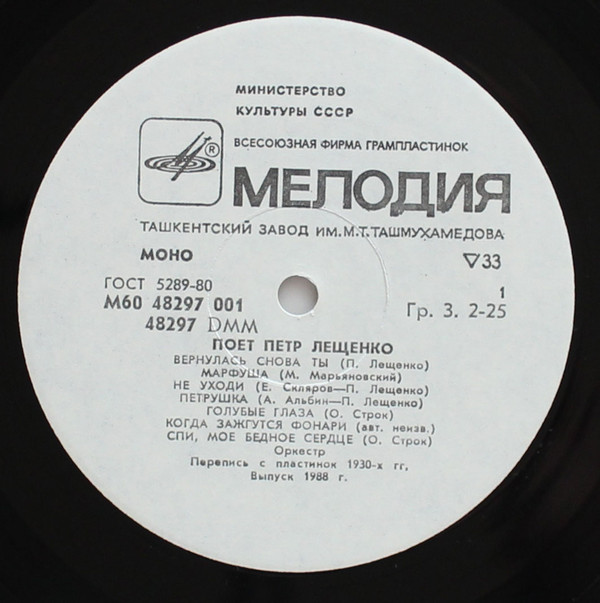 МИНИСТЕРСТВО
КУЛЬТУРЫ СССР
ВСЕСОЮЗНАЯ ФИРМА ГРАМПЛАСТИНОК
®
МЕЛОДИЯ
ТАШКЕНТСКИЙ ЗАВОД ИМ.М.Т.ТАШМУХАМЕДОВА
МОНО ▽33
ГОСТ 5289-80 1
М60 48297 001 Гр. 3. 2-25
48297 DMM
ПОЕТ ПЕТР ЛЕЩЕНКО
ВЕРНУЛАСЬ СНОВА ТЫ (П. Лещенко)
МАРФУША (М. Марьяновский)
НЕ УХОДИ (Е. Скляров—П. Лещенко)
ПЕТРУШКА (А. Альбин—П. Лещенко)
ГОЛУБЫЕ ГЛАЗА (О. Строк)
КОГДА ЗАЖГУТСЯ ФОНАРИ (авт. неизв.)
СПИ, МОЕ БЕДНОЕ СЕРДЦЕ (О. Строк)
Оркестр
Перепись с пластинок 1930-х гг,
Выпуск 1988 г.